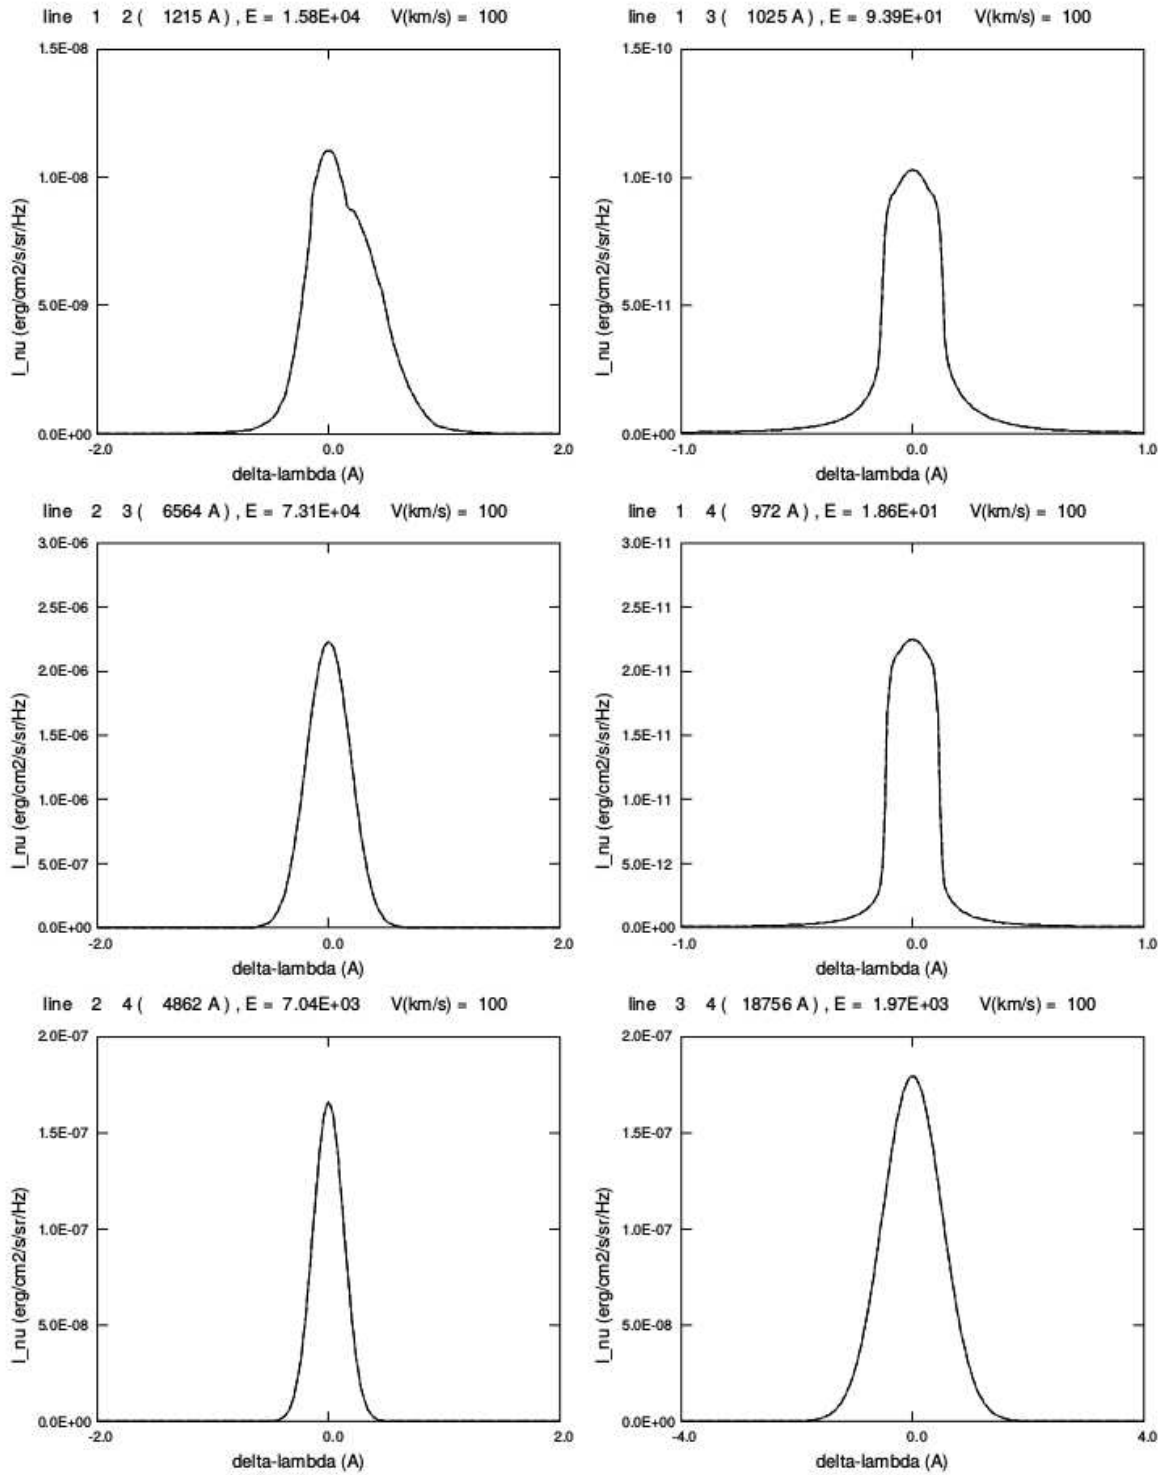 line 1 2 ( 1215 A ) , E = 1.58E+04 V(km/s) = 100
1.5E-08
1.0E-08
5.0E-09
0.0E+00
I_nu (erg/cm2/s/sr/Hz)
-2.0 0.0 2.0
delta-lambda (A)
line 1 3 ( 1025 A ) , E = 9.39E+01 V(km/s) = 100
1.5E-10
1.0E-10
5.0E-11
0.0E+00
I_nu (erg/cm2/s/sr/Hz)
-1.0 0.0 1.0
delta-lambda (A)
line 2 3 ( 6564 A ) , E = 7.31E+04 V(km/s) = 100
3.0E-06
2.5E-06
2.0E-06
1.5E-06
1.0E-06
5.0E-07
0.0E+00
I_nu (erg/cm2/s/sr/Hz)
-2.0 0.0 2.0
delta-lambda (A)
line 1 4 ( 972 A ) , E = 1.86E+01 V(km/s) = 100
3.0E-11
2.5E-11
2.0E-11
1.5E-11
1.0E-11
5.0E-12
0.0E+00
I_nu (erg/cm2/s/sr/Hz)
-1.0 0.0 1.0
delta-lambda (A)
line 2 4 ( 4862 A ) , E = 7.04E+03 V(km/s) = 100
2.0E-07
1.5E-07
1.0E-07
5.0E-08
0.0E+00
I_nu (erg/cm2/s/sr/Hz)
-2.0 0.0 2.0
delta-lambda (A)
line 3 4 ( 18756 A ) , E = 1.97E+03 V(km/s) = 100
2.0E-07
1.5E-07
1.0E-07
5.0E-08
0.0E+00
I_nu (erg/cm2/s/sr/Hz)
-4.0 0.0 4.0
delta-lambda (A)